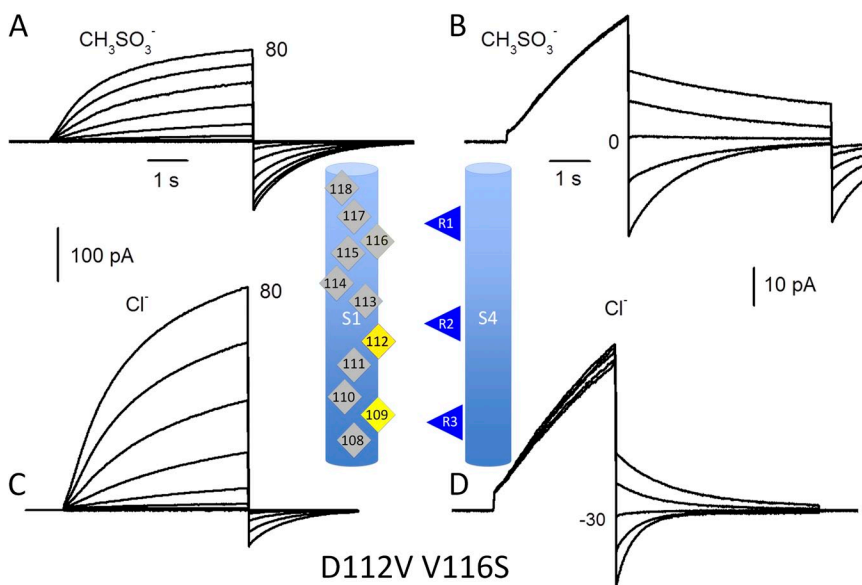 A
CH₃SO₃⁻
80
1 s
B
CH₃SO₃⁻
0
1 s
100 pA
118
117
116
115
114
113
S1
112
111
110
109
108
R1
R2
R3
S4
10 pA
C
Cl⁻
80
D
Cl⁻
-30
D112V V116S